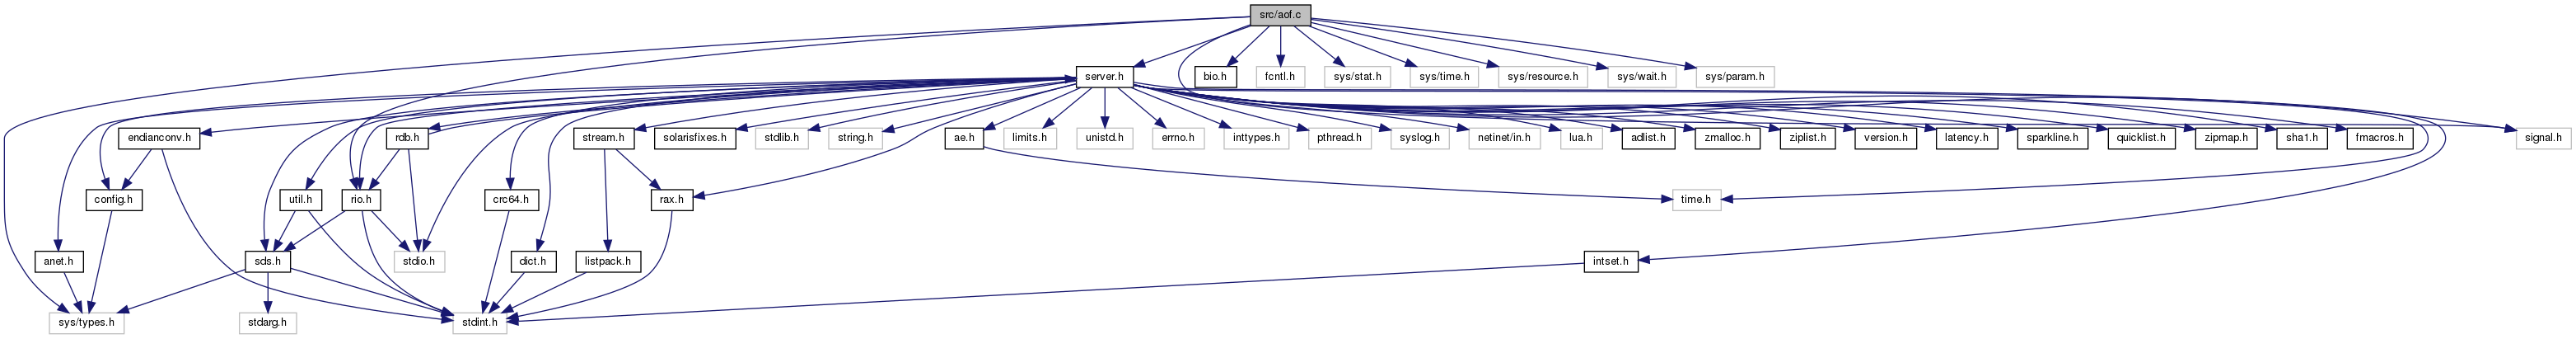 src/aof.c
server.h
bio.h
fcntl.h
sys/stat.h
sys/time.h
sys/resource.h
sys/wait.h
sys/param.h
endianconv.h
rdb.h
stream.h
solarisfixes.h
stdlib.h
string.h
ae.h
limits.h
unistd.h
errno.h
inttypes.h
pthread.h
syslog.h
netinet/in.h
lua.h
adlist.h
zmalloc.h
ziplist.h
version.h
latency.h
sparkline.h
quicklist.h
zipmap.h
sha1.h
fmacros.h
signal.h
config.h
util.h
rio.h
crc64.h
rax.h
time.h
anet.h
sds.h
stdio.h
dict.h
listpack.h
intset.h
sys/types.h
stdarg.h
stdint.h